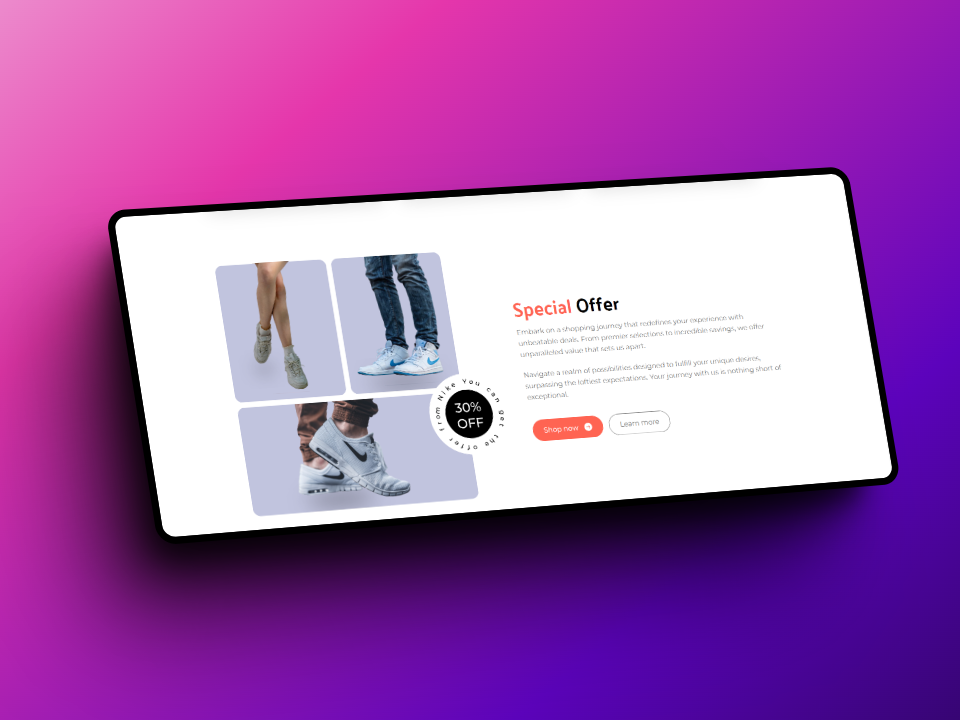 Special Offer
Embark on a shopping journey that redefines your experience with
unbeatable deals. From premier selections to incredible savings, we offer
unparalleled value that sets us apart.
Navigate a realm of possibilities designed to fulfill your unique desires,
surpassing the loftiest expectations. Your journey with us is nothing short of
exceptional.
Shop now
Learn more
30%
OFF
You can get the offer from Nike